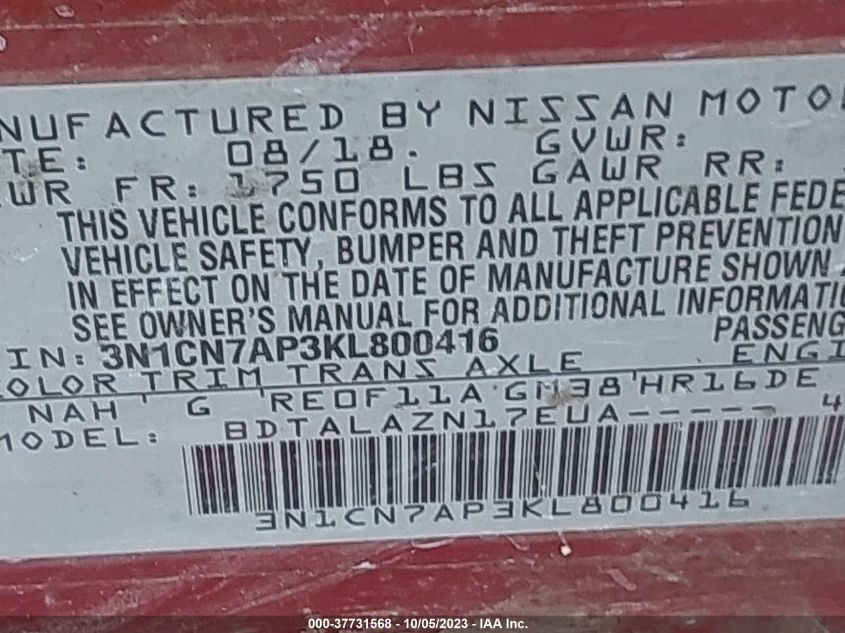 NUFACTURED BY NISSAN MOTO
TE: 08/18. GVWR:
WR FR: 1750 LBS GAWR RR:
THIS VEHICLE CONFORMS TO ALL APPLICABLE FEDE
VEHICLE SAFETY, BUMPER AND THEFT PREVENTION
IN EFFECT ON THE DATE OF MANUFACTURE SHOWN
SEE OWNER'S MANUAL FOR ADDITIONAL INFORMATIO
IN: 3N1CN7AP3KL800416 PASSENG
COLOR TRIM TRANS AXLE ENGI
NAH G RE0F11A GM38 HR16DE
MODEL: BDTALAZN17EUA----- 4
3N1CN7AP3KL800416
000-37731568 - 10/05/2023 - IAA Inc.